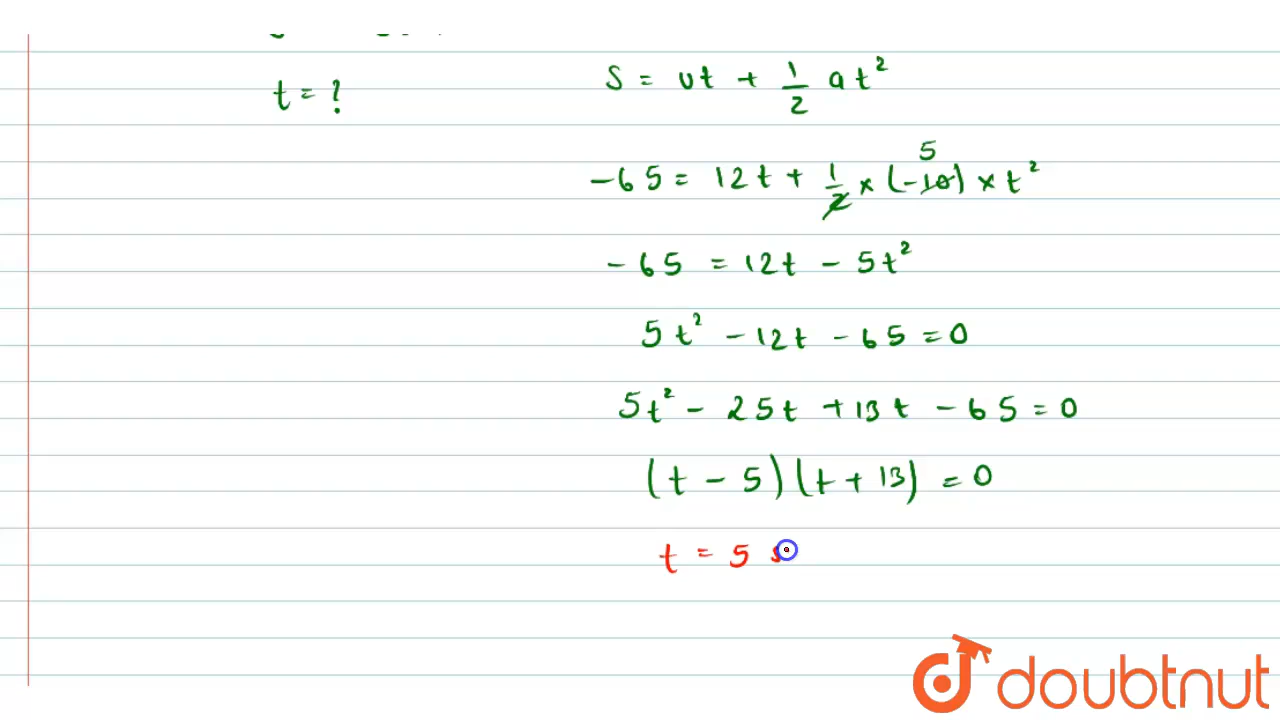 t = ?
S = ut + 1/2 at²
-65 = 12t + 1/2 × (-10) × t²
5
-65 = 12t - 5t²
5t² - 12t - 65 = 0
5t² - 25t + 13t - 65 = 0
(t - 5)(t + 13) = 0
t = 5 s
doubtnut